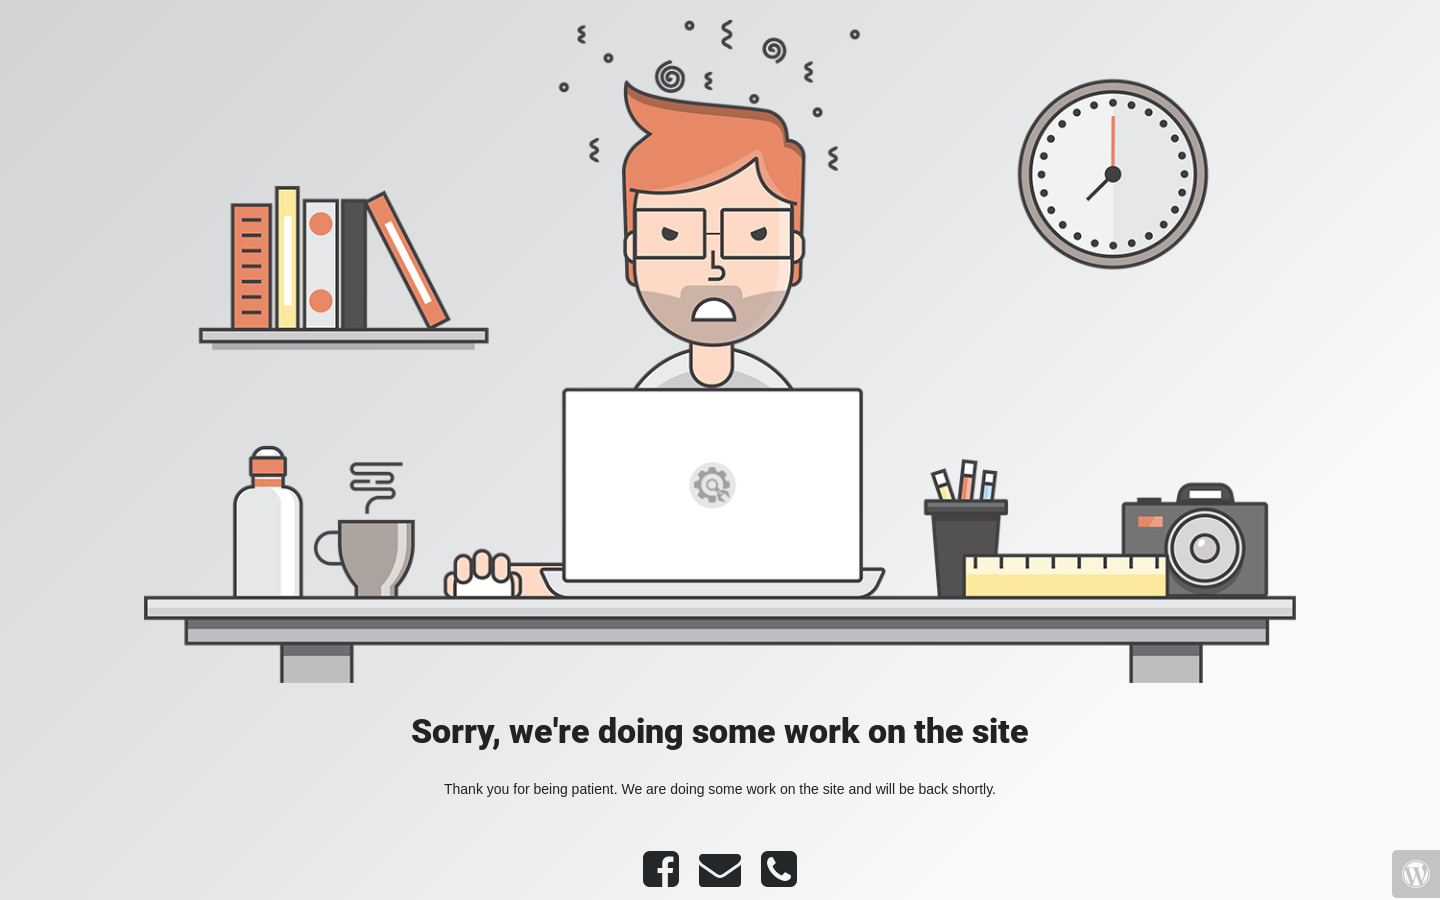 Sorry, we're doing some work on the site
Thank you for being patient. We are doing some work on the site and will be back shortly.